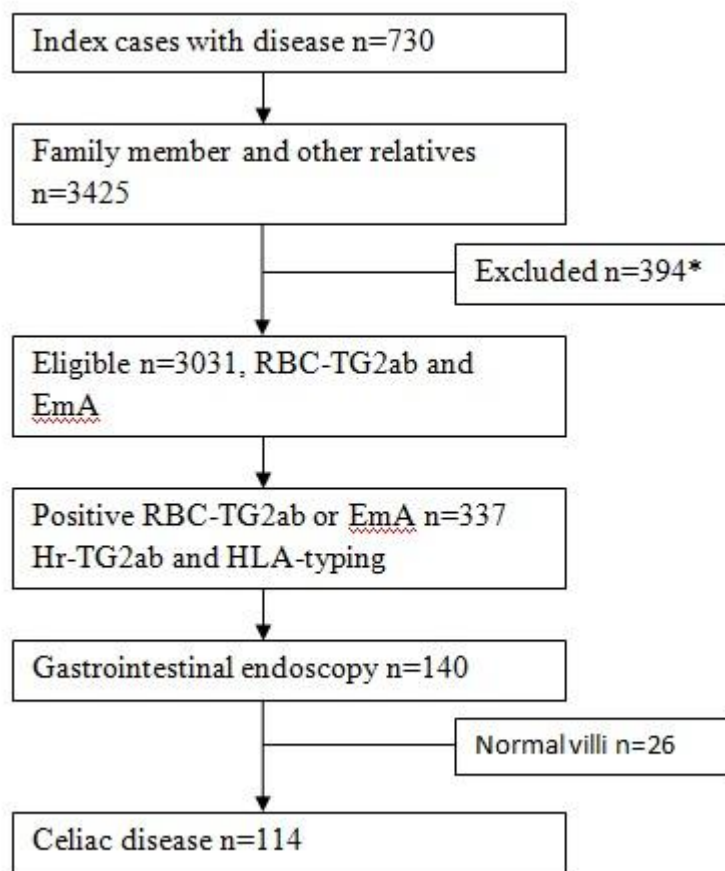 Index cases with disease n=730
Family member and other relatives
n=3425
Excluded n=394*
Eligible n=3031, RBC-TG2ab and
EmA
Positive RBC-TG2ab or EmA n=337
Hr-TG2ab and HLA-typing
Gastrointestinal endoscopy n=140
Normal villi n=26
Celiac disease n=114